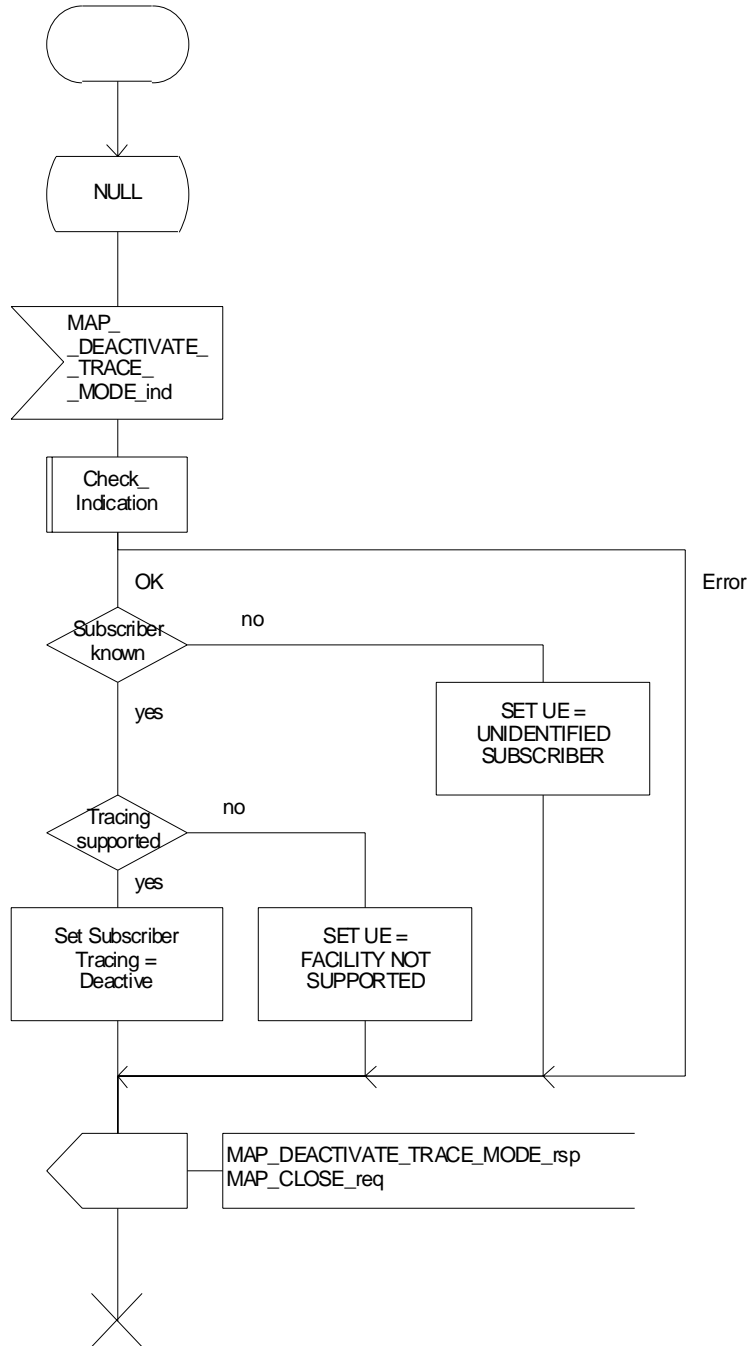 NULL
MAP_
_DEACTIVATE_
_TRACE_
_MODE_ind
Check_
Indication
OK
Error
Subscriber
known
no
yes
SET UE =
UNIDENTIFIED
SUBSCRIBER
Tracing
supported
no
yes
Set Subscriber
Tracing =
Deactive
SET UE =
FACILITY NOT
SUPPORTED
MAP_DEACTIVATE_TRACE_MODE_rsp
MAP_CLOSE_req